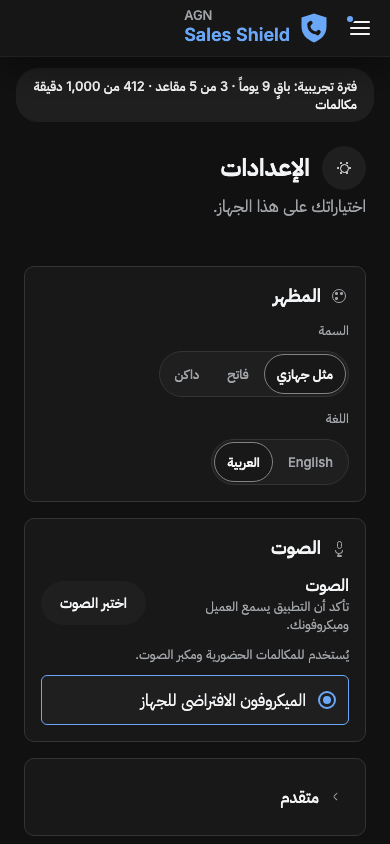 AGN
Sales Shield
فترة تجريبية: باقٍ 9 يوماً · 3 من 5 مقاعد · 412 من 1,000 دقيقة
مكالمات
الإعدادات
اختياراتك على هذا الجهاز.
المظهر
السمة
مثل جهازي
فاتح
داكن
اللغة
English
العربية
الصوت
الصوت
تأكد أن التطبيق يسمع العميل
وميكروفونك.
اختبر الصوت
يُستخدم للمكالمات الحضورية ومكبر الصوت.
الميكروفون الافتراضي للجهاز
متقدم